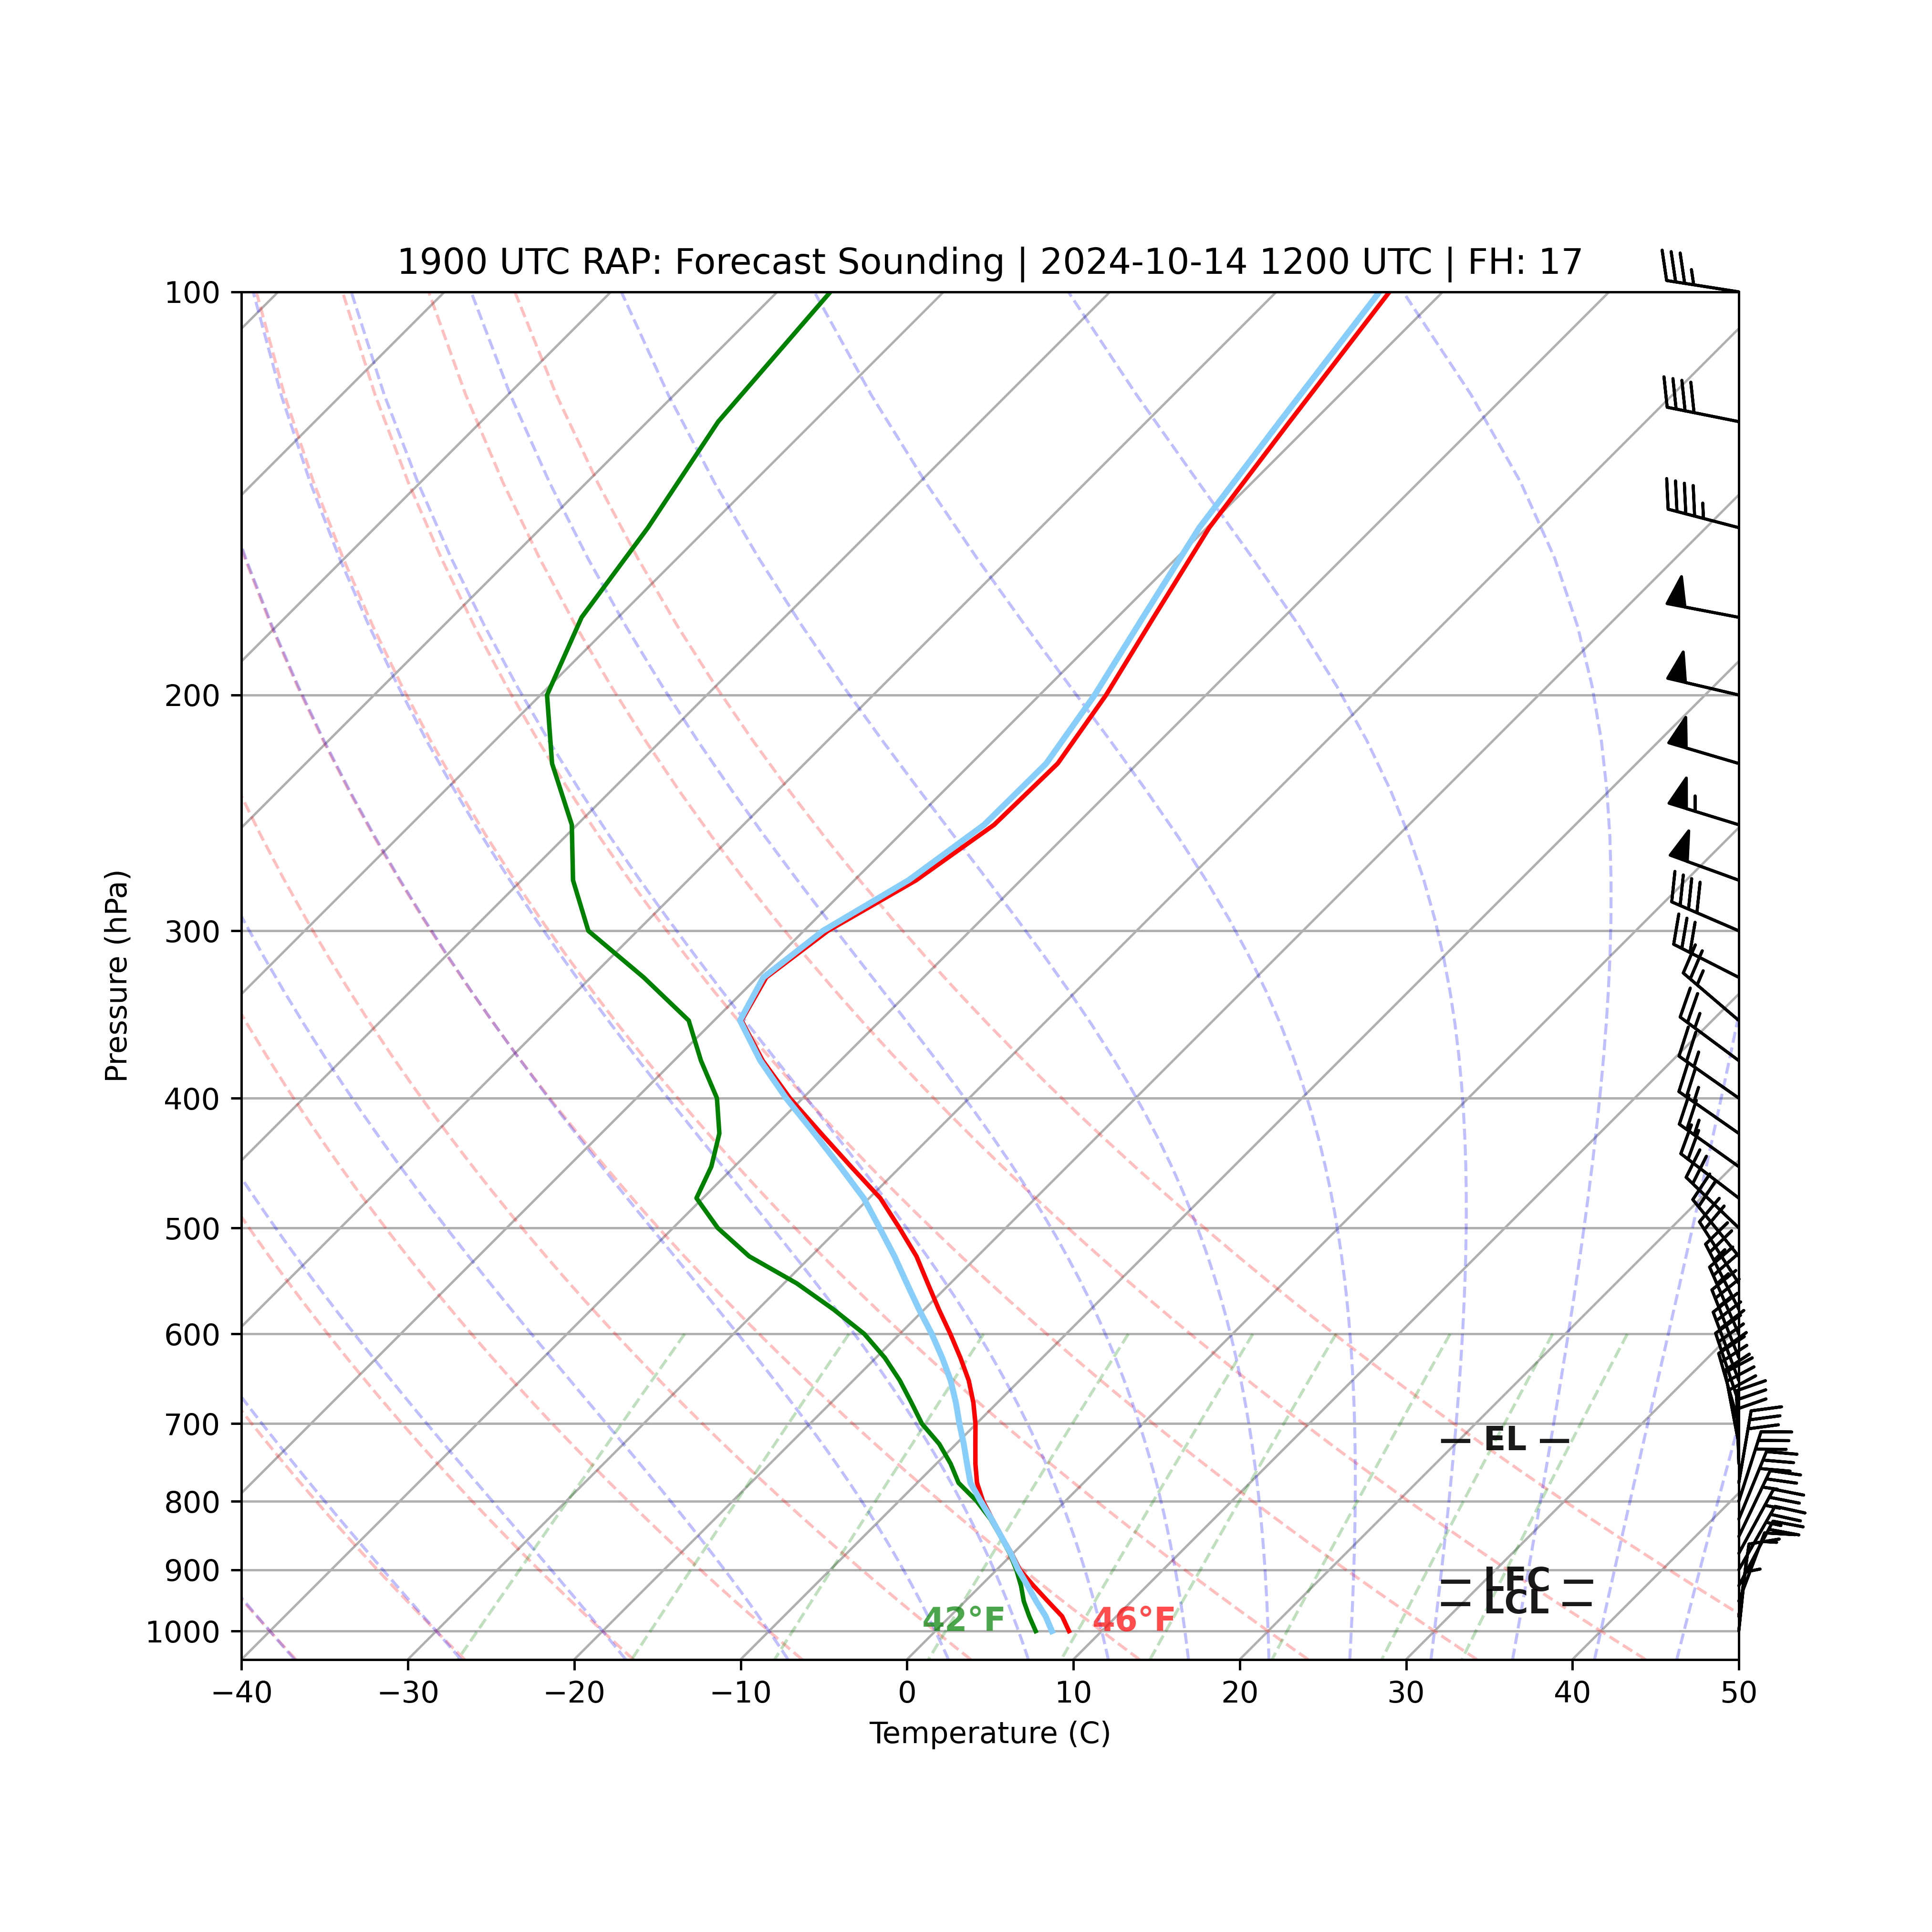 1900 UTC RAP: Forecast Sounding | 2024-10-14 1200 UTC | FH: 17
100
200
300
400
500
600
700
800
900
1000
Pressure (hPa)
— EL —
— LFC —
— LCL —
42°F
46°F
−40 −30 −20 −10 0 10 20 30 40 50
Temperature (C)